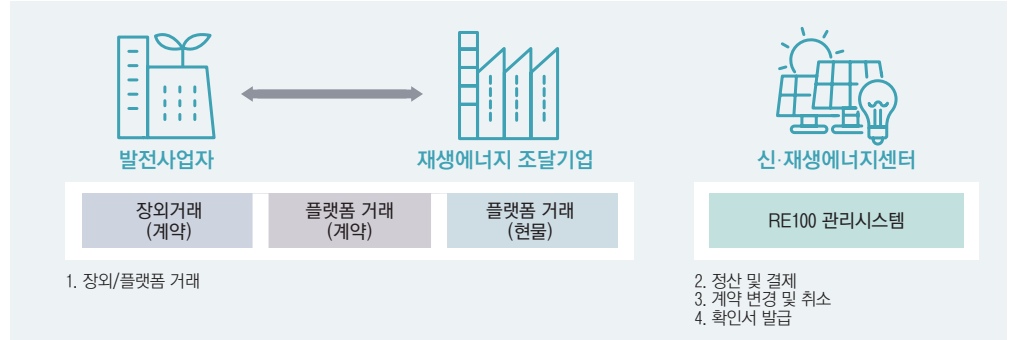 발전사업자
재생에너지 조달기업
신·재생에너지센터
장외거래
(계약)
플랫폼 거래
(계약)
플랫폼 거래
(현물)
RE100 관리시스템
1. 장외/플랫폼 거래
2. 정산 및 결제
3. 계약 변경 및 취소
4. 확인서 발급